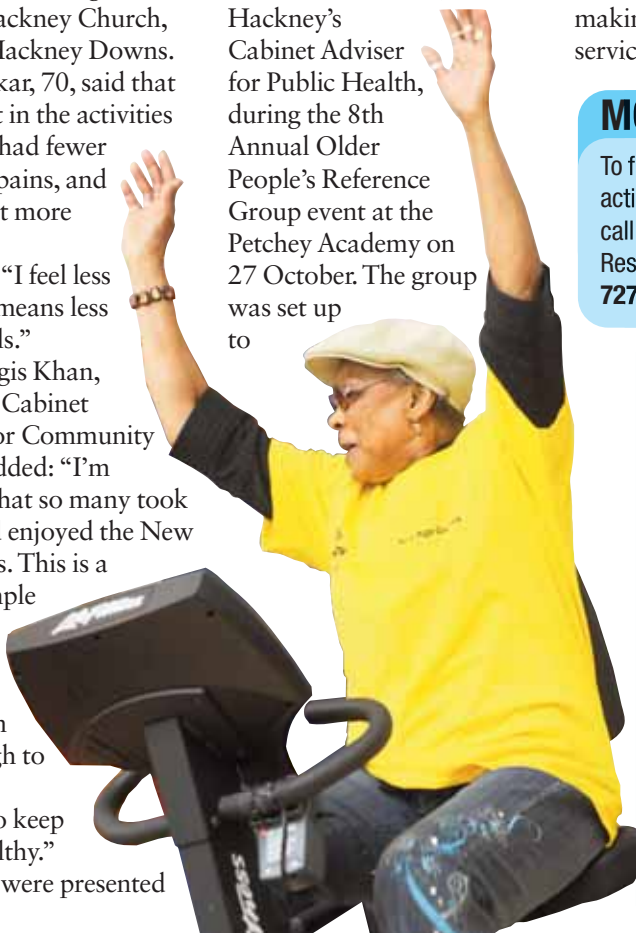 ackney Church,
Hackney Downs.
kar, 70, said that
t in the activities
had fewer
pains, and
t more
“I feel less
means less
ls.”
gis Khan,
Cabinet
or Community
dded: “I’m
hat so many took
enjoyed the New
s. This is a
mple
gh to
o keep
lthy.”
were presented
Hackney’s
Cabinet Adviser
for Public Health,
during the 8th
Annual Older
People’s Reference
Group event at the
Petchey Academy on
27 October. The group
was set up
to
makin
servic
MO
To f
acti
call
Res
727